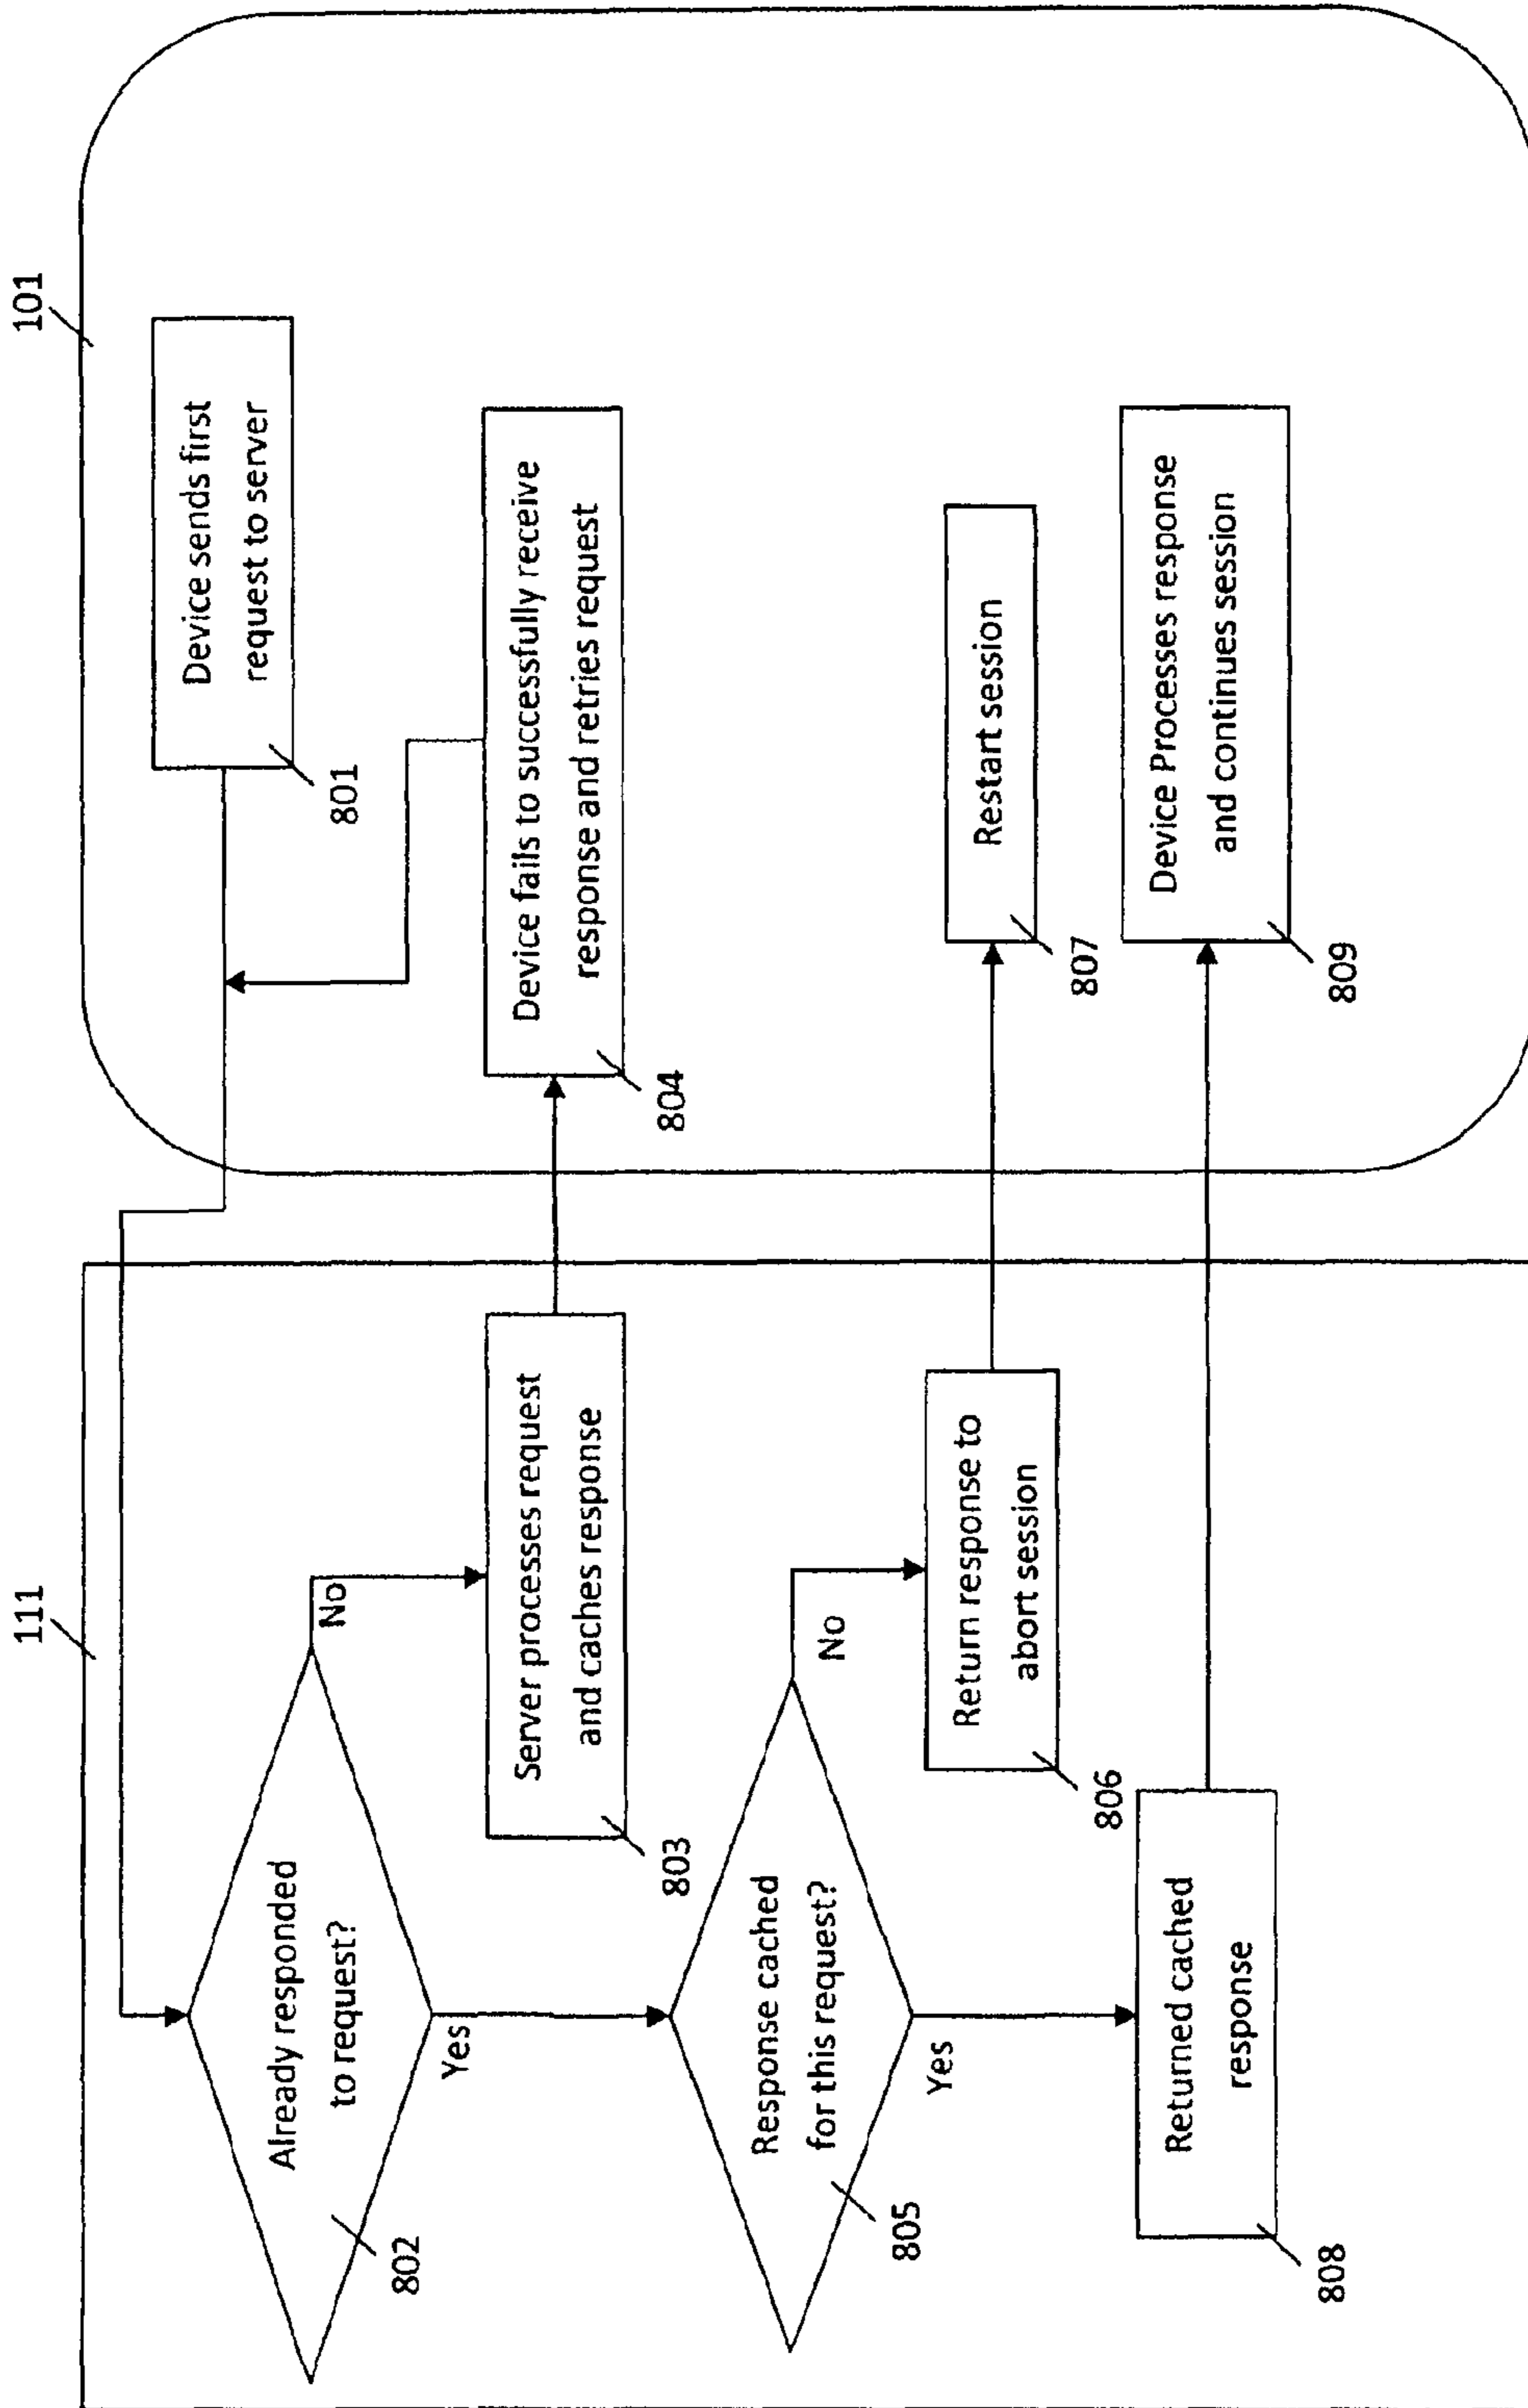 111
101
Device sends first
request to server
801
Already responded
to request?
802
No
Yes
Server processes request
and caches response
803
Device fails to successfully receive
response and retries request
804
Response cached
for this request?
805
No
Yes
Return response to
abort session
806
Restart session
807
Returned cached
response
808
Device Processes response
and continues session
809